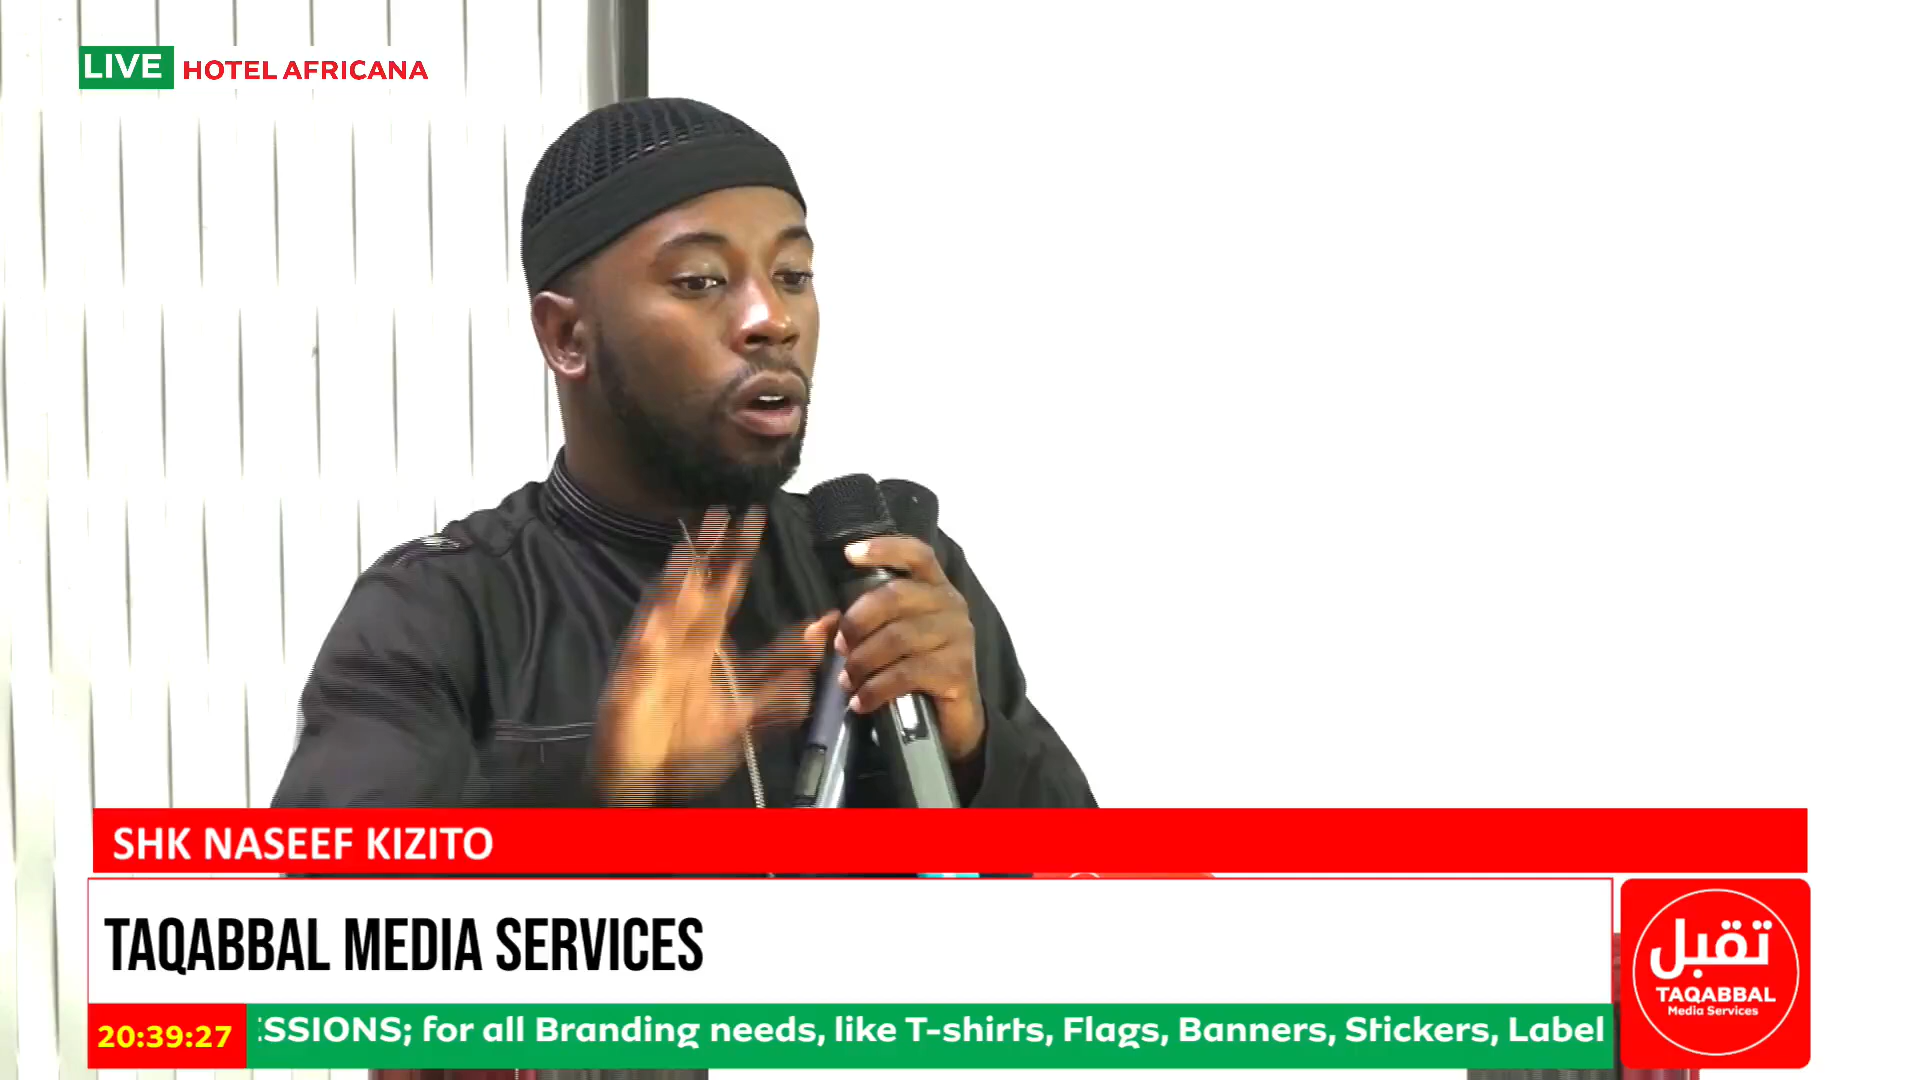 LIVE HOTEL AFRICANA
SHK NASEEF KIZITO
TAQABBAL MEDIA SERVICES
تقبل
TAQABBAL
Media Services
20:39:27
SSIONS; for all Branding needs, like T-shirts, Flags, Banners, Stickers, Label